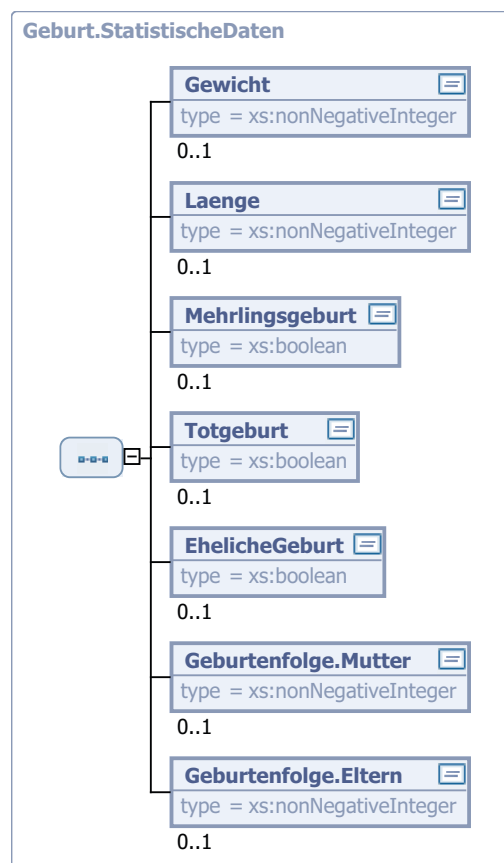 Geburt.StatistischeDaten
Gewicht
type = xs:nonNegativeInteger
0..1
Laenge
type = xs:nonNegativeInteger
0..1
Mehrlingsgeburt
type = xs:boolean
0..1
Totgeburt
type = xs:boolean
0..1
EhelicheGeburt
type = xs:boolean
0..1
Geburtenfolge.Mutter
type = xs:nonNegativeInteger
0..1
Geburtenfolge.Eltern
type = xs:nonNegativeInteger
0..1